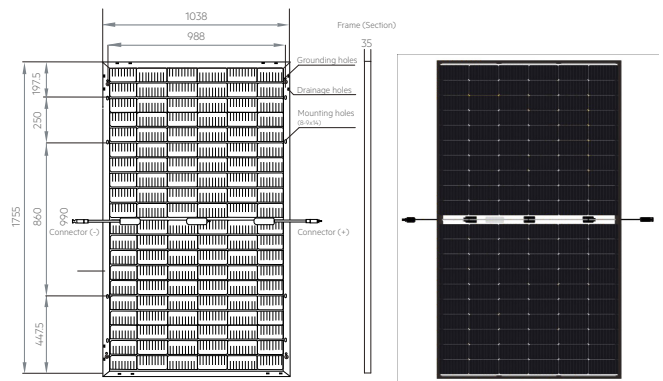 1038
988
Frame (Section)
35
Grounding holes
Drainage holes
Mounting holes
(8-9x14)
197.5
250
1755
860
990
Connector (-)
Connector (+)
447.5